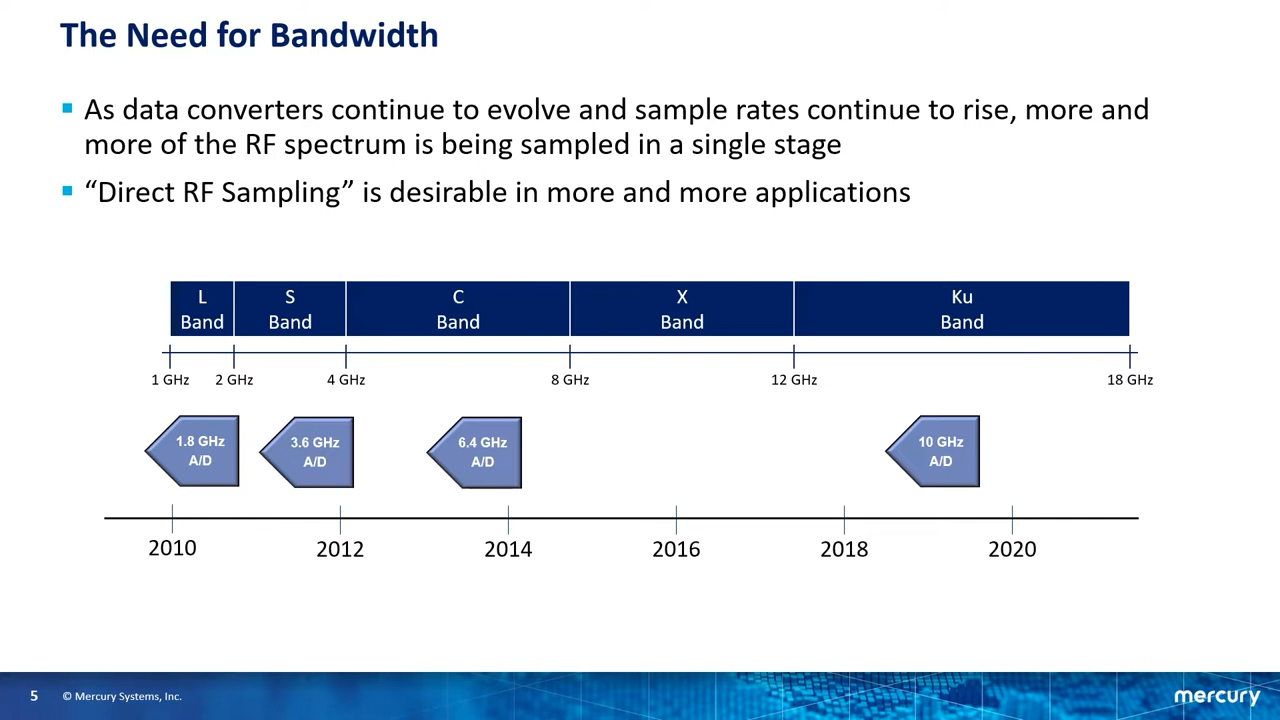 The Need for Bandwidth
As data converters continue to evolve and sample rates continue to rise, more and
more of the RF spectrum is being sampled in a single stage
“Direct RF Sampling” is desirable in more and more applications
L Band
S Band
C Band
X Band
Ku Band
1 GHz 2 GHz 4 GHz 8 GHz 12 GHz 18 GHz
1.8 GHz A/D
3.6 GHz A/D
6.4 GHz A/D
10 GHz A/D
2010 2012 2014 2016 2018 2020
5 © Mercury Systems, Inc.
mercury